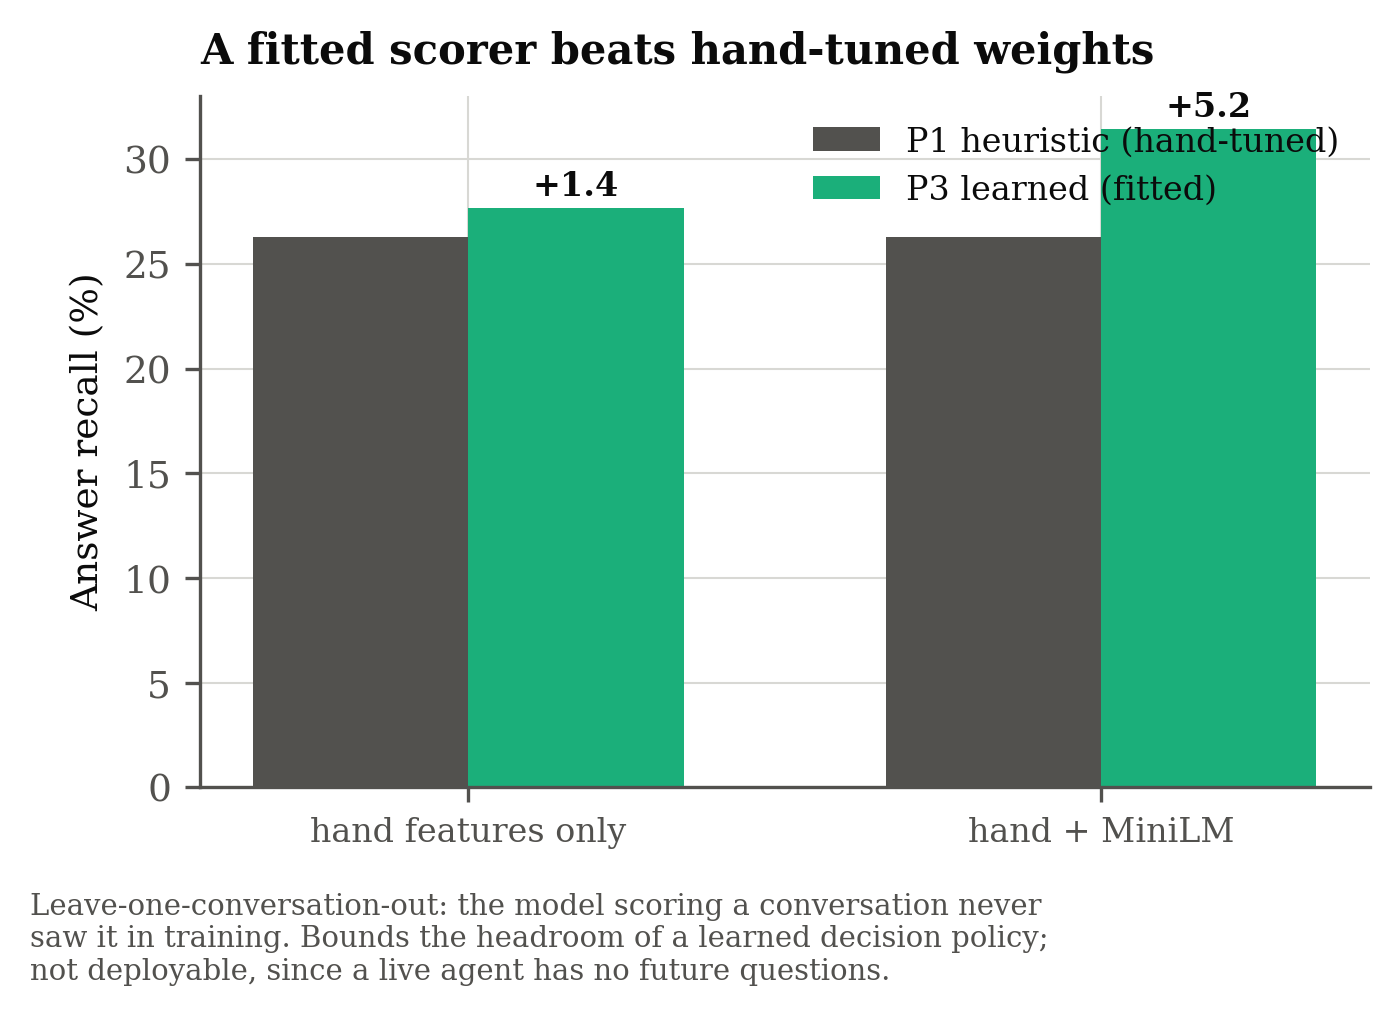 A fitted scorer beats hand-tuned weights
+5.2
P1 heuristic (hand-tuned)
P3 learned (fitted)
+1.4
Answer recall (%)
30
25
20
15
10
5
0
hand features only
hand + MiniLM
Leave-one-conversation-out: the model scoring a conversation never
saw it in training. Bounds the headroom of a learned decision policy;
not deployable, since a live agent has no future questions.